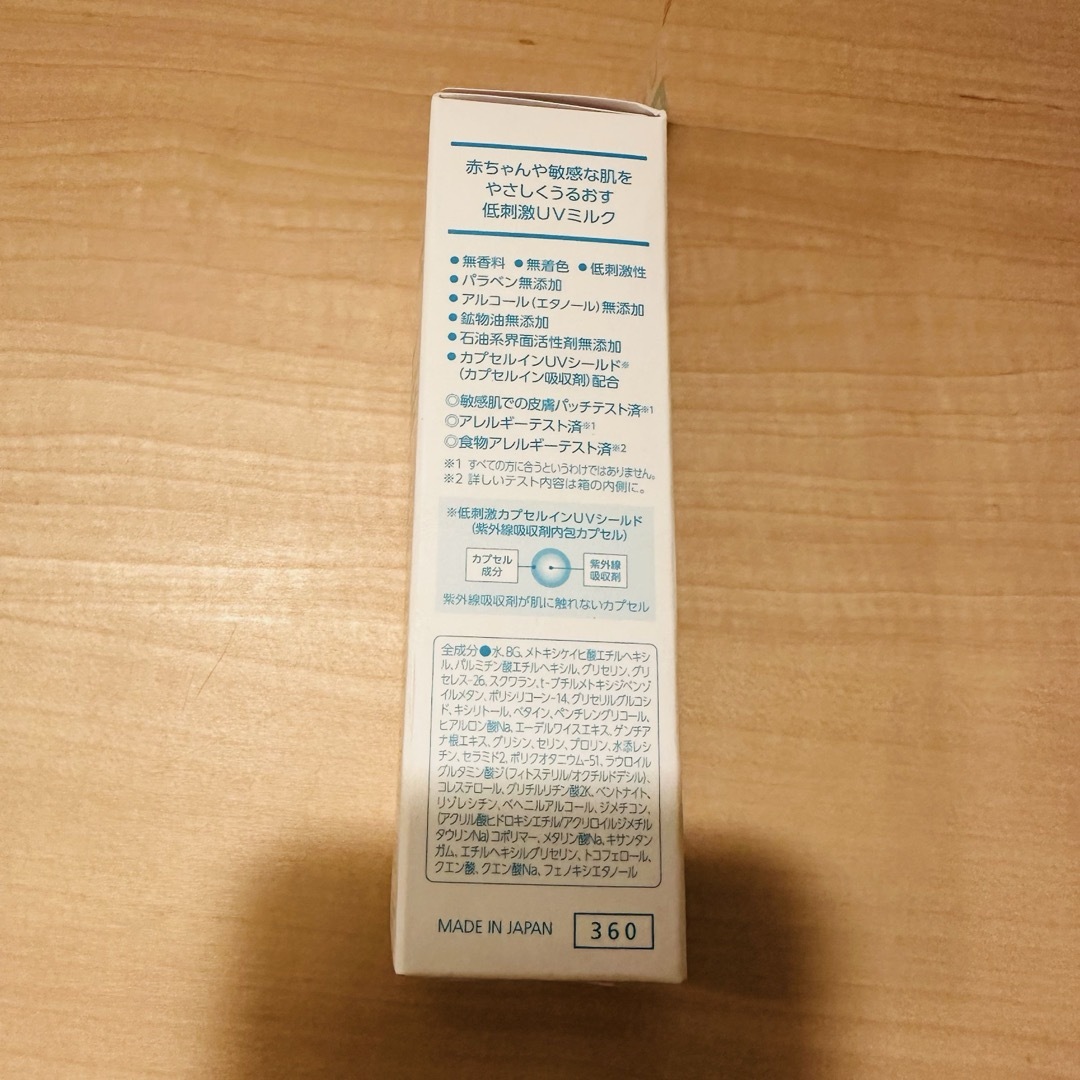 赤ちゃんや敏感な肌を
やさしくうるおす
低刺激UVミルク
●無香料 ●無着色 ●低刺激性
●パラベン無添加
●アルコール(エタノール)無添加
●鉱物油無添加
●石油系界面活性剤無添加
●カプセルインUVシールド※
(カプセルイン吸収剤)配合
◎敏感肌での皮膚パッチテスト済※1
◎アレルギーテスト済※1
◎食物アレルギーテスト済※2
※1 すべての方に合うというわけではありません。
※2 詳しいテスト内容は箱の内側に。
※低刺激カプセルインUVシールド
(紫外線吸収剤内包カプセル)
カプセル
成分
紫外線
吸収剤
紫外線吸収剤が肌に触れないカプセル
全成分●水、BG、メトキシケイヒ酸エチルヘキシ
ル、パルミチン酸エチルヘキシル、グリセリン、グリ
セレス-26、スクワラン、t-ブチルメトキシジベンゾ
イルメタン、ポリシリコーン-14、グリセリルグルコシ
ド、キシリトール、ベタイン、ペンチレングリコール、
ヒアルロン酸Na、エーデルワイスエキス、ゲンチア
ナ根エキス、グリシン、セリン、プロリン、水添レシ
チン、セラミド2、ポリクオタニウム-51、ラウロイル
グルタミン酸ジ(フィトステリル/オクチルドデシル)、
コレステロール、グリチルリチン酸2K、ベントナイト、
リゾレシチン、ベヘニルアルコール、ジメチコン、
(アクリル酸ヒドロキシエチル/アクリロイルジメチル
タウリンNa)コポリマー、メタリン酸Na、キサンタン
ガム、エチルヘキシルグリセリン、トコフェロール、
クエン酸、クエン酸Na、フェノキシエタノール
MADE IN JAPAN 360